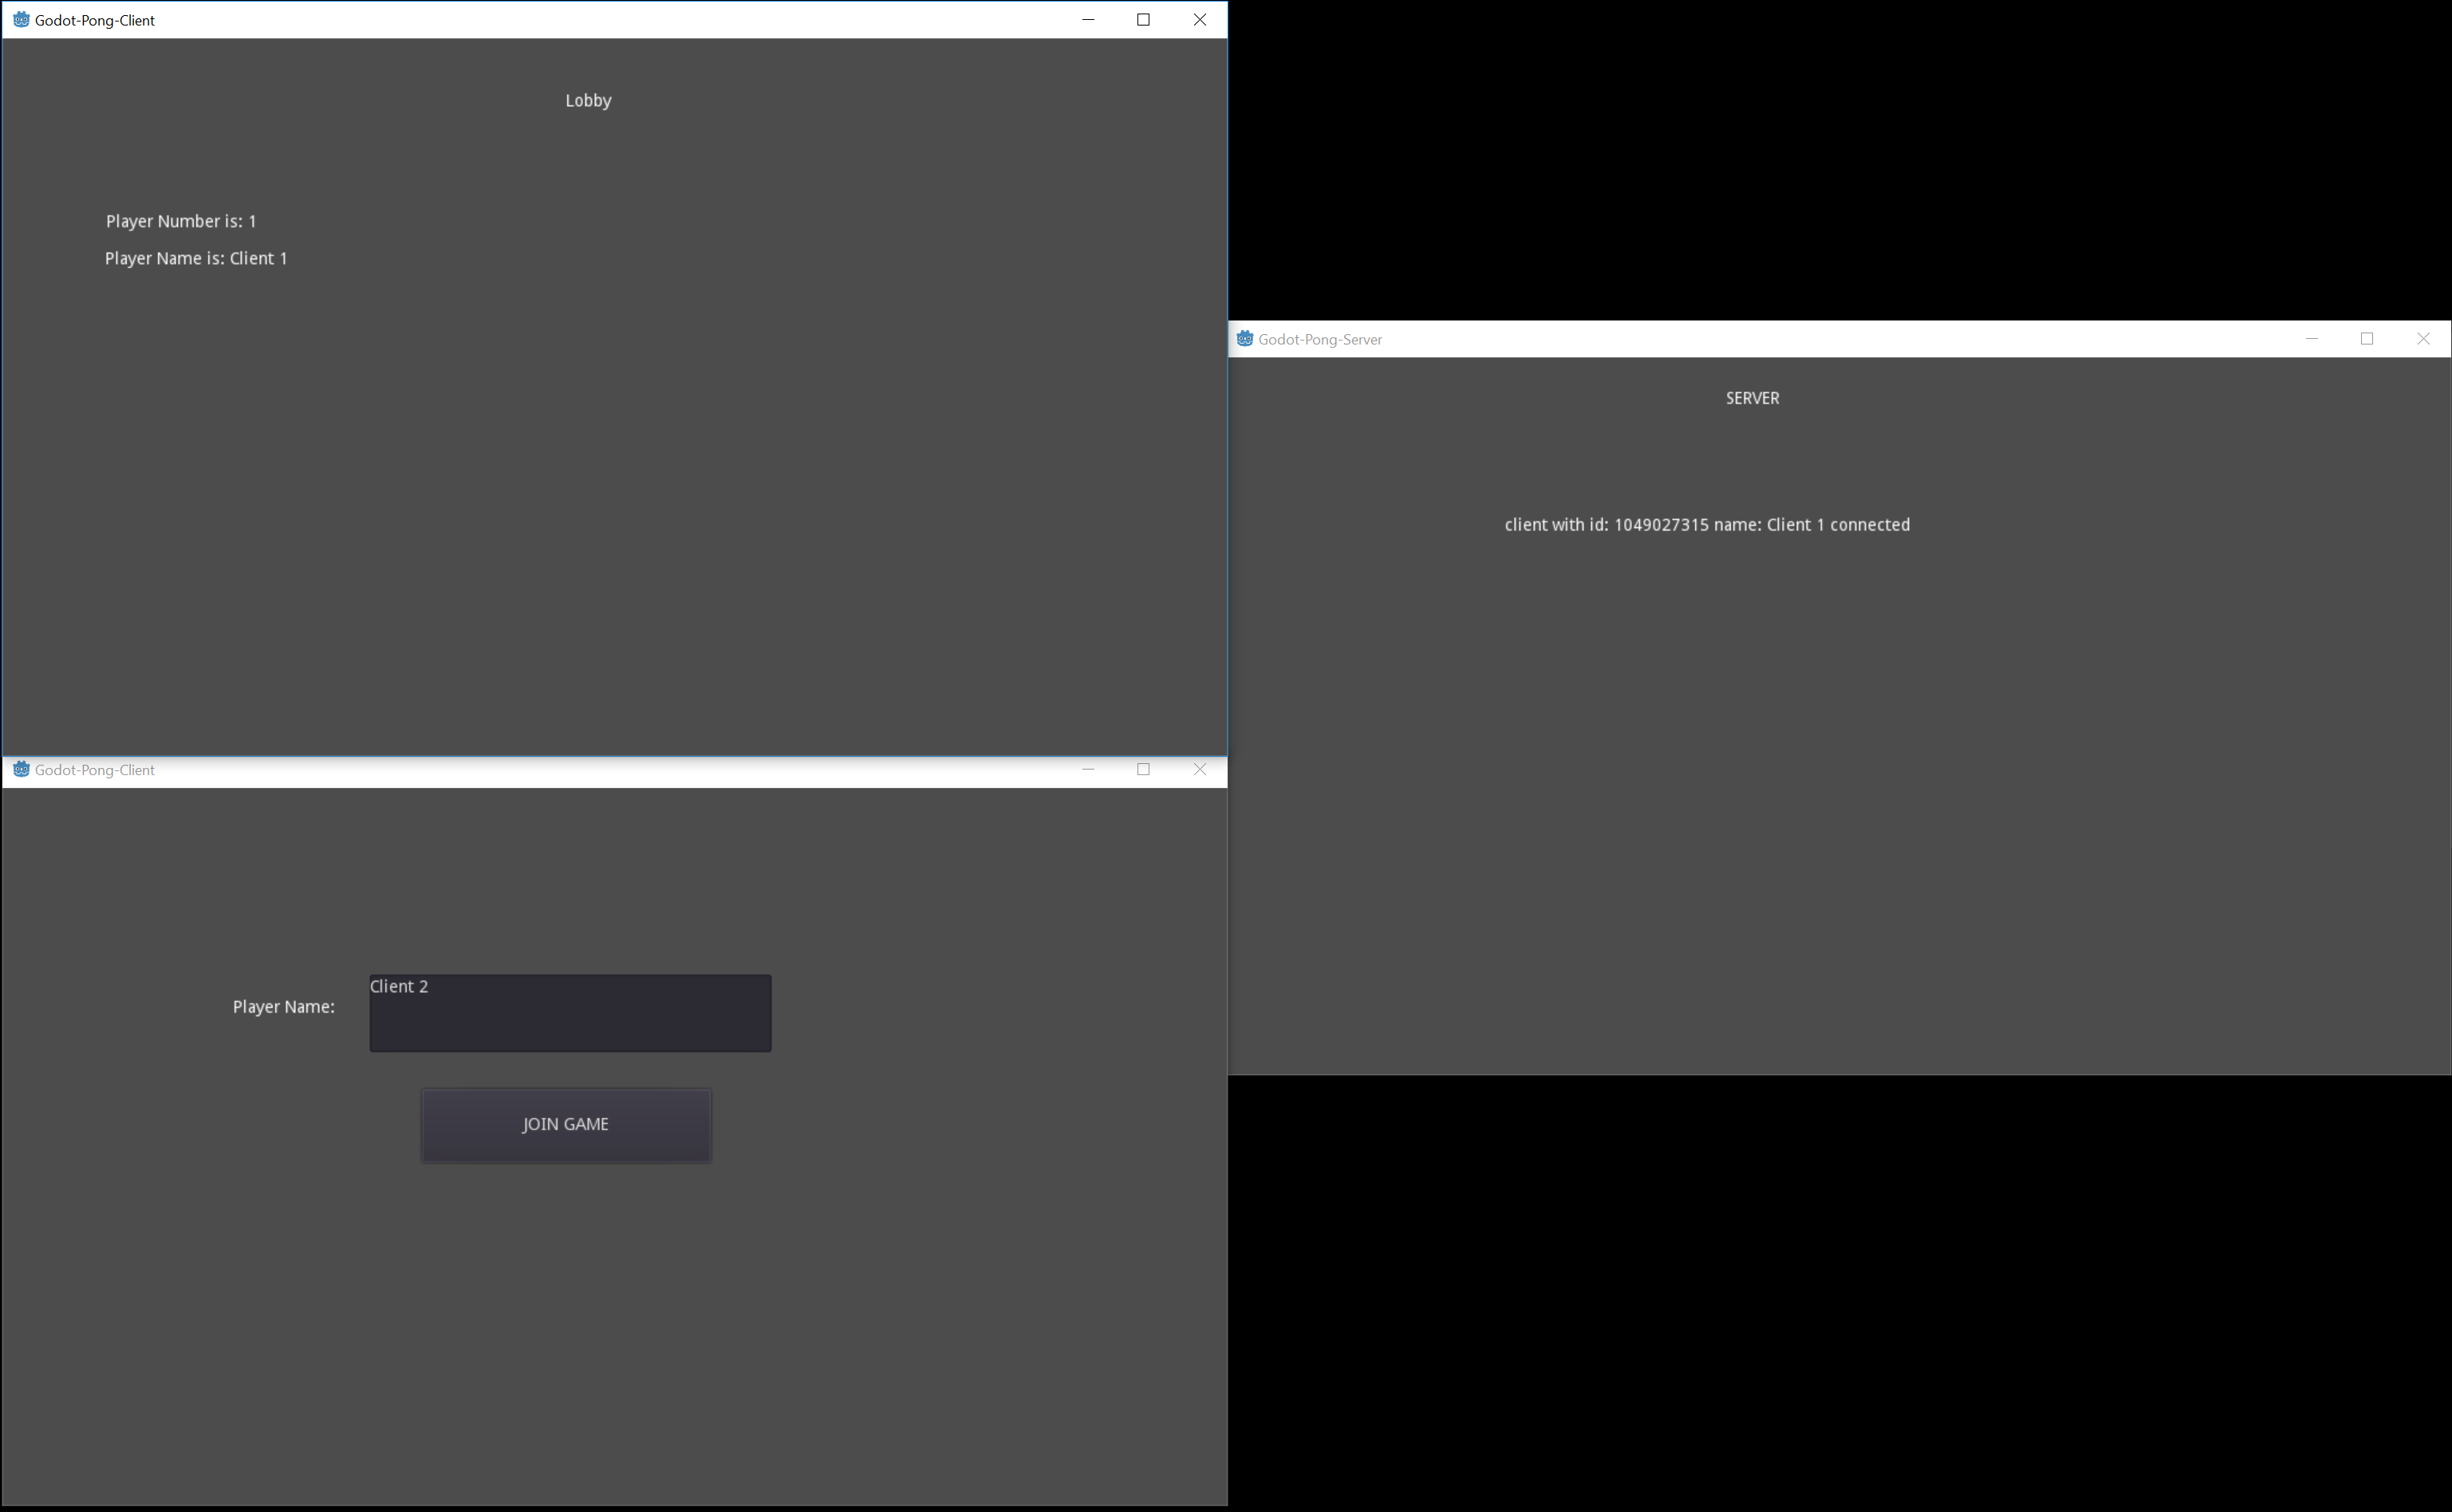 Godot-Pong-Client
Lobby
Player Number is: 1
Player Name is: Client 1
Godot-Pong-Server
SERVER
client with id: 1049027315 name: Client 1 connected
Godot-Pong-Client
Player Name:
Client 2
JOIN GAME